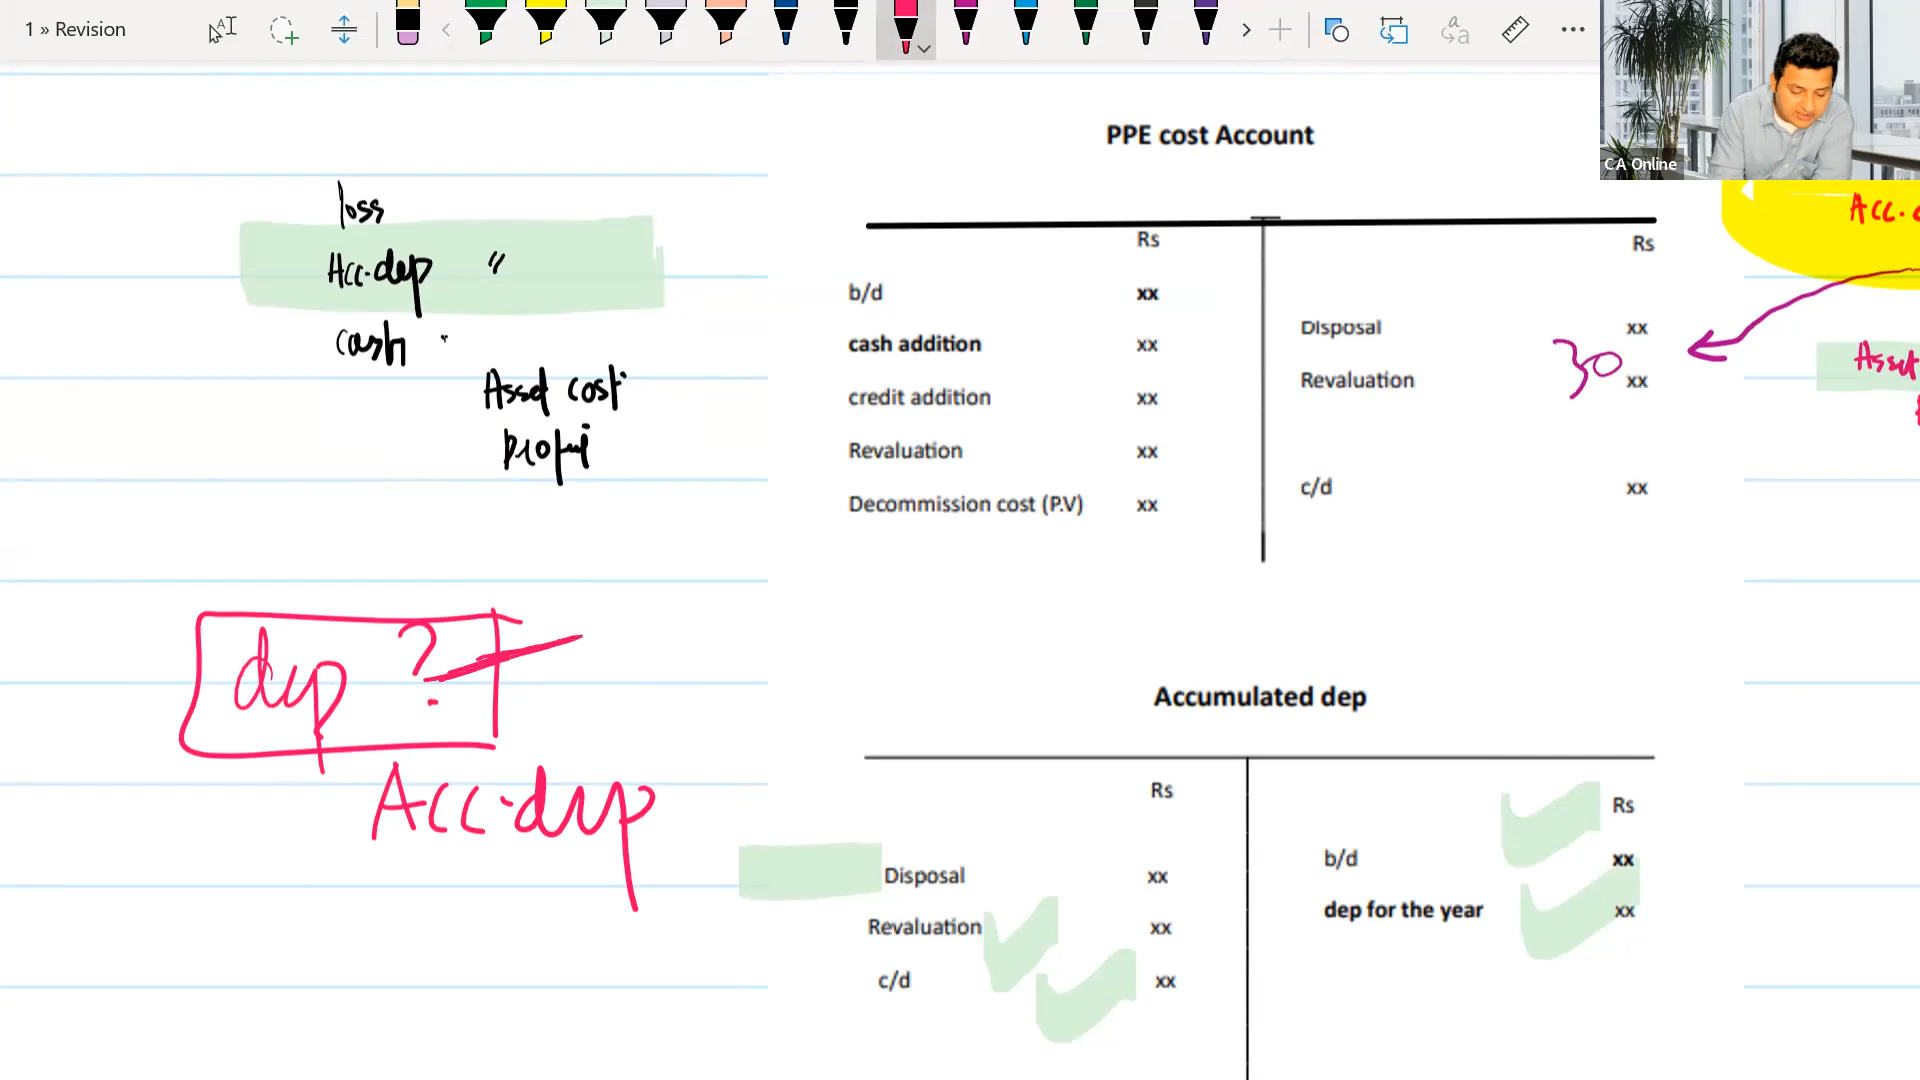 1 » Revision
CA Online
loss
Acc.dep "
cash "
Asset cost
profit
dep ?
Acc.dep
PPE cost Account
Rs
Rs
b/d xx
cash addition xx
credit addition xx
Revaluation xx
Decommission cost (P.V) xx
Disposal xx
30
Revaluation xx
c/d xx
Acc.
Asset
Accumulated dep
Rs
Rs
Disposal xx
Revaluation xx
c/d xx
b/d xx
dep for the year xx